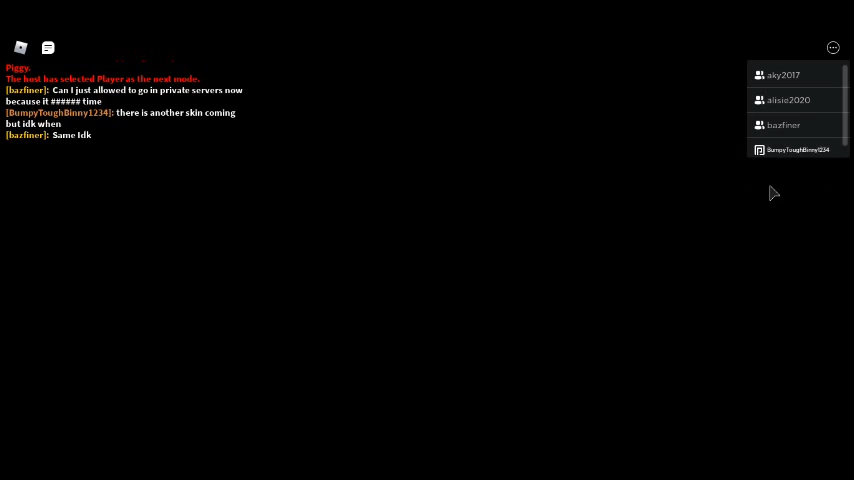 Piggy.
The host has selected Player as the next mode.
[bazfiner]: Can I just allowed to go in private servers now
because it ###### time
[BumpyToughBinny1234]: there is another skin coming
but idk when
[bazfiner]: Same Idk
aky2017
alisie2020
bazfiner
BumpyToughBinny1234